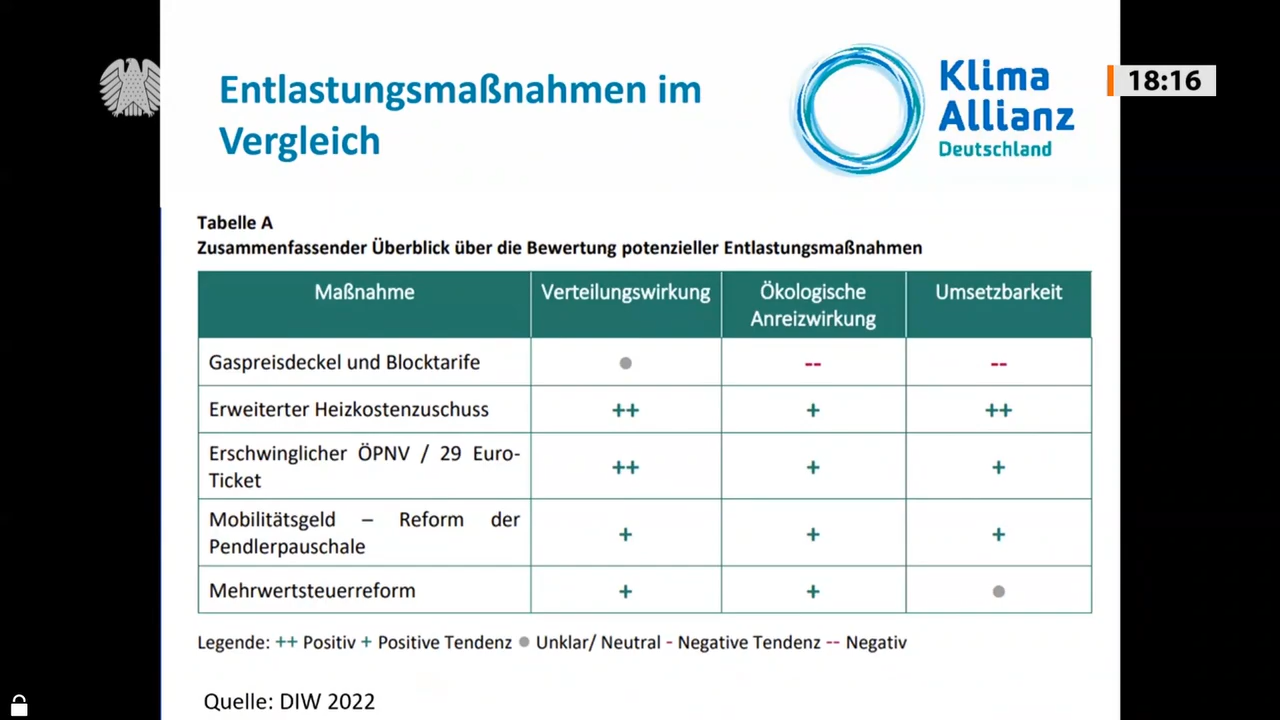 Entlastungsmaßnahmen im
Vergleich
Klima
Allianz
Deutschland
18:16
Tabelle A
Zusammenfassender Überblick über die Bewertung potenzieller Entlastungsmaßnahmen
Maßnahme Verteilungswirkung Ökologische Anreizwirkung Umsetzbarkeit
Gaspreisdeckel und Blocktarife ● -- --
Erweiterter Heizkostenzuschuss ++ + ++
Erschwinglicher ÖPNV / 29 Euro-
Ticket ++ + +
Mobilitätsgeld – Reform der
Pendlerpauschale + + +
Mehrwertsteuerreform + + ●
Legende: ++ Positiv + Positive Tendenz ● Unklar/ Neutral - Negative Tendenz -- Negativ
Quelle: DIW 2022